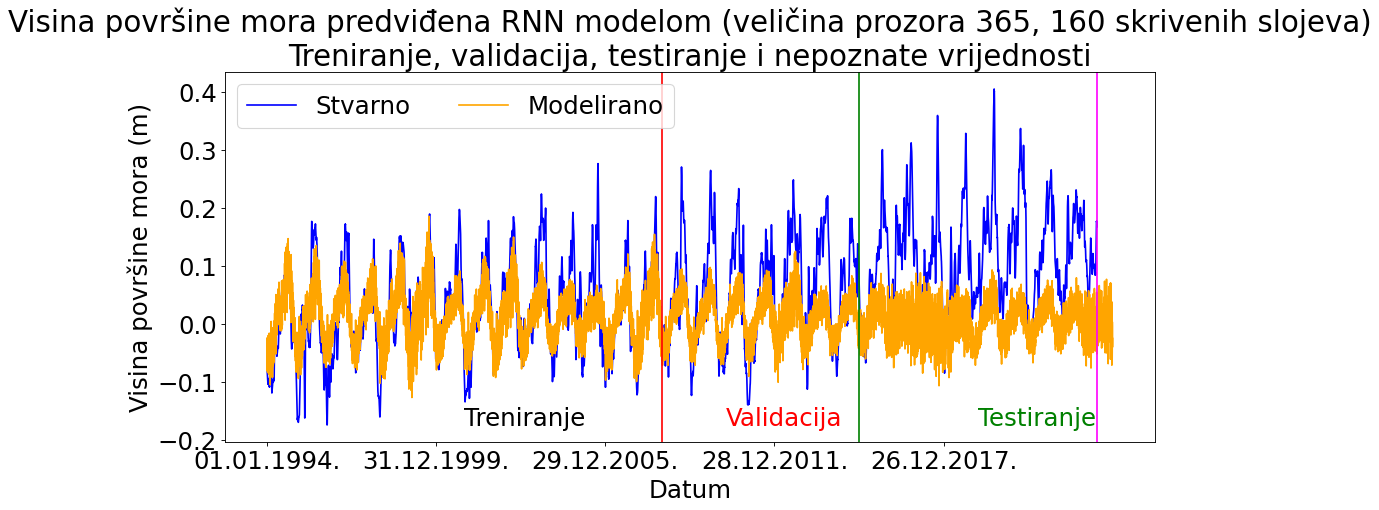 Visina površine mora predviđena RNN modelom (veličina prozora 365, 160 skrivenih slojeva)
Treniranje, validacija, testiranje i nepoznate vrijednosti
Stvarno Modelirano
Visina površine mora (m)
0.4
0.3
0.2
0.1
0.0
−0.1
−0.2
Treniranje Validacija Testiranje
01.01.1994. 31.12.1999. 29.12.2005. 28.12.2011. 26.12.2017.
Datum